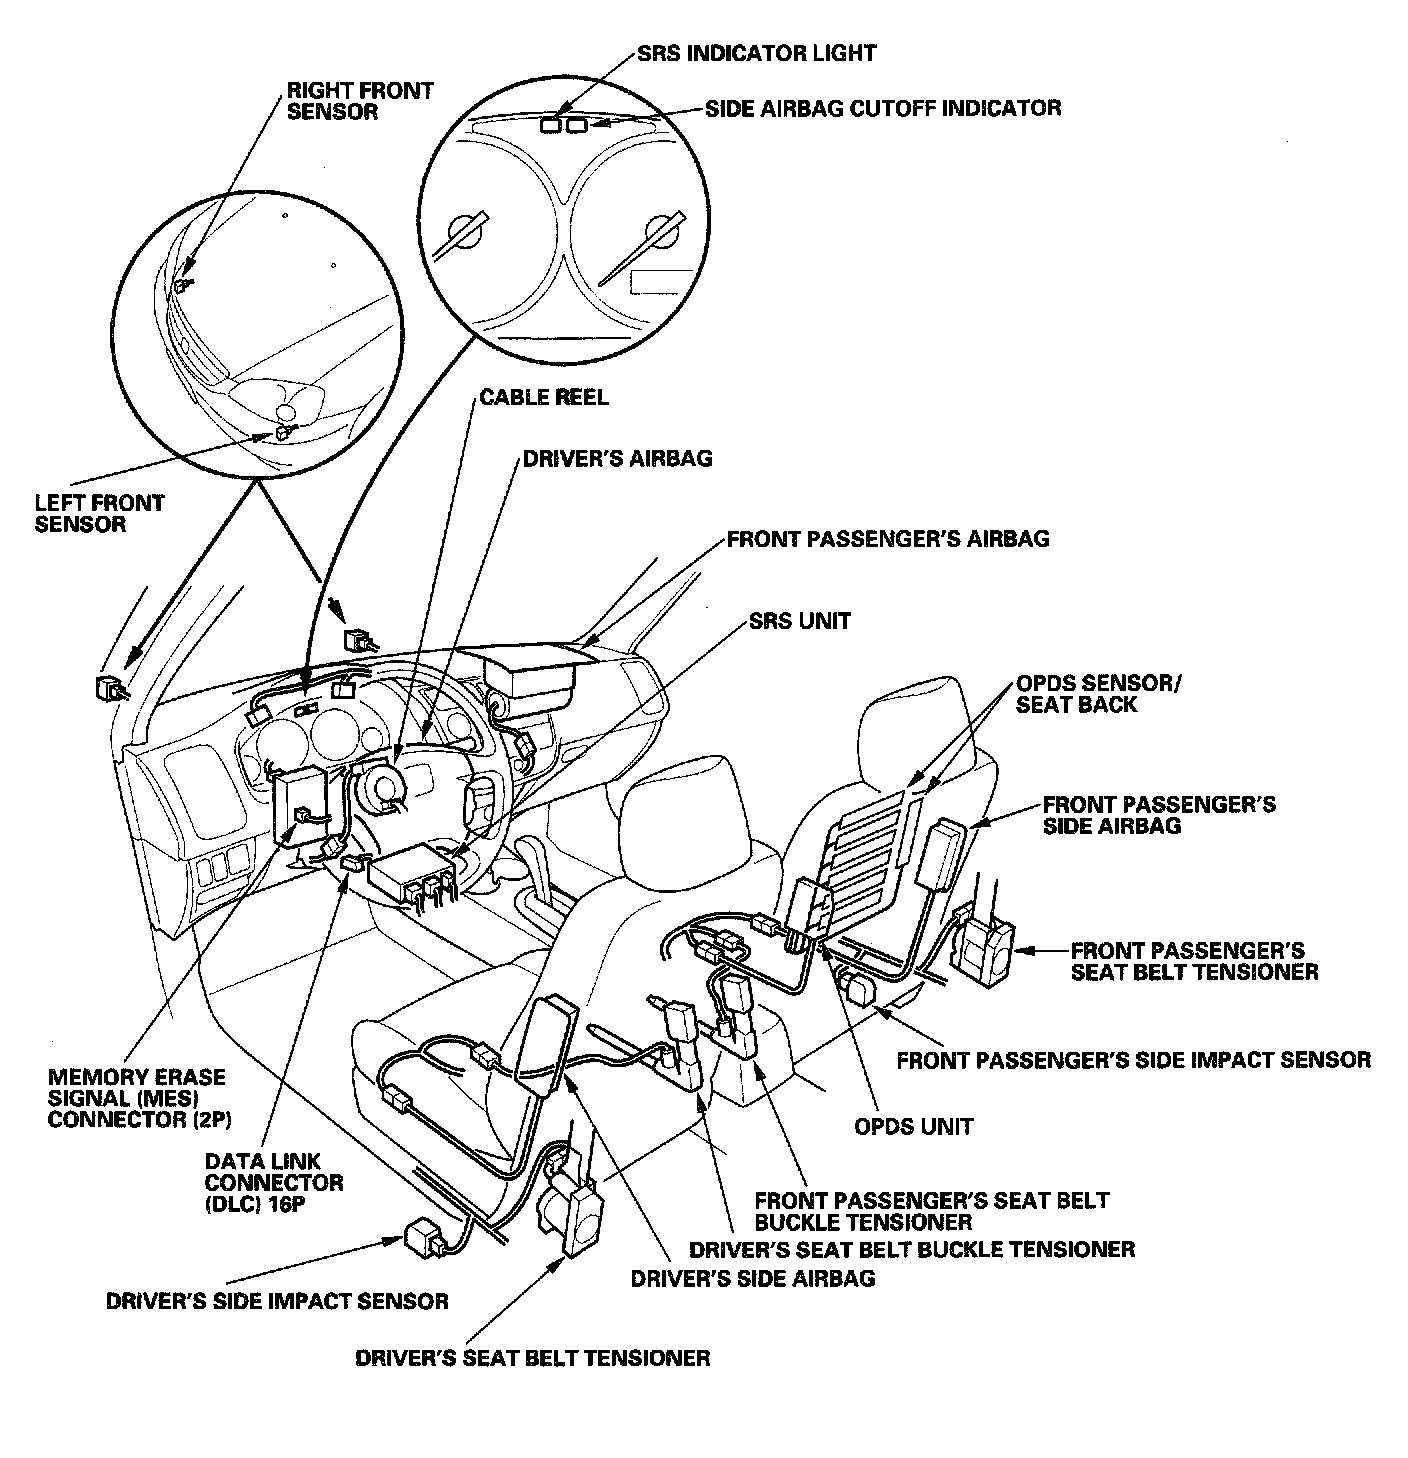 SRS INDICATOR LIGHT
RIGHT FRONT
SENSOR
SIDE AIRBAG CUTOFF INDICATOR
CABLE REEL
DRIVER'S AIRBAG
LEFT FRONT
SENSOR
FRONT PASSENGER'S AIRBAG
SRS UNIT
OPDS SENSOR/
SEAT BACK
FRONT PASSENGER'S
SIDE AIRBAG
FRONT PASSENGER'S
SEAT BELT TENSIONER
FRONT PASSENGER'S SIDE IMPACT SENSOR
MEMORY ERASE
SIGNAL (MES)
CONNECTOR (2P)
OPDS UNIT
DATA LINK
CONNECTOR
(DLC) 16P
FRONT PASSENGER'S SEAT BELT
BUCKLE TENSIONER
DRIVER'S SEAT BELT BUCKLE TENSIONER
DRIVER'S SIDE AIRBAG
DRIVER'S SIDE IMPACT SENSOR
DRIVER'S SEAT BELT TENSIONER